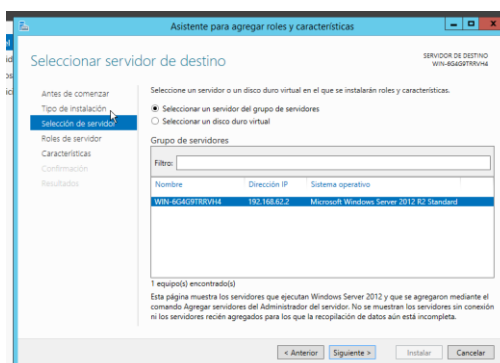 Asistente para agregar roles y características
Seleccionar servidor de destino
SERVIDOR DE DESTINO
WIN-6G4G9TRRVH4
Antes de comenzar
Tipo de instalación
Selección de servidor
Roles de servidor
Características
Confirmación
Resultados
Seleccione un servidor o un disco duro virtual en el que se instalarán roles y características.
Seleccionar un servidor del grupo de servidores
Seleccionar un disco duro virtual
Grupo de servidores
Filtro:
Nombre Dirección IP Sistema operativo
WIN-6G4G9TRRVH4 192.168.62.2 Microsoft Windows Server 2012 R2 Standard
1 equipo(s) encontrado(s)
Esta página muestra los servidores que ejecutan Windows Server 2012 y que se agregaron mediante el
comando Agregar servidores del Administrador del servidor. No se muestran los servidores sin conexión
ni los servidores recién agregados para los que la recopilación de datos aún está incompleta.
< Anterior Siguiente > Instalar Cancelar